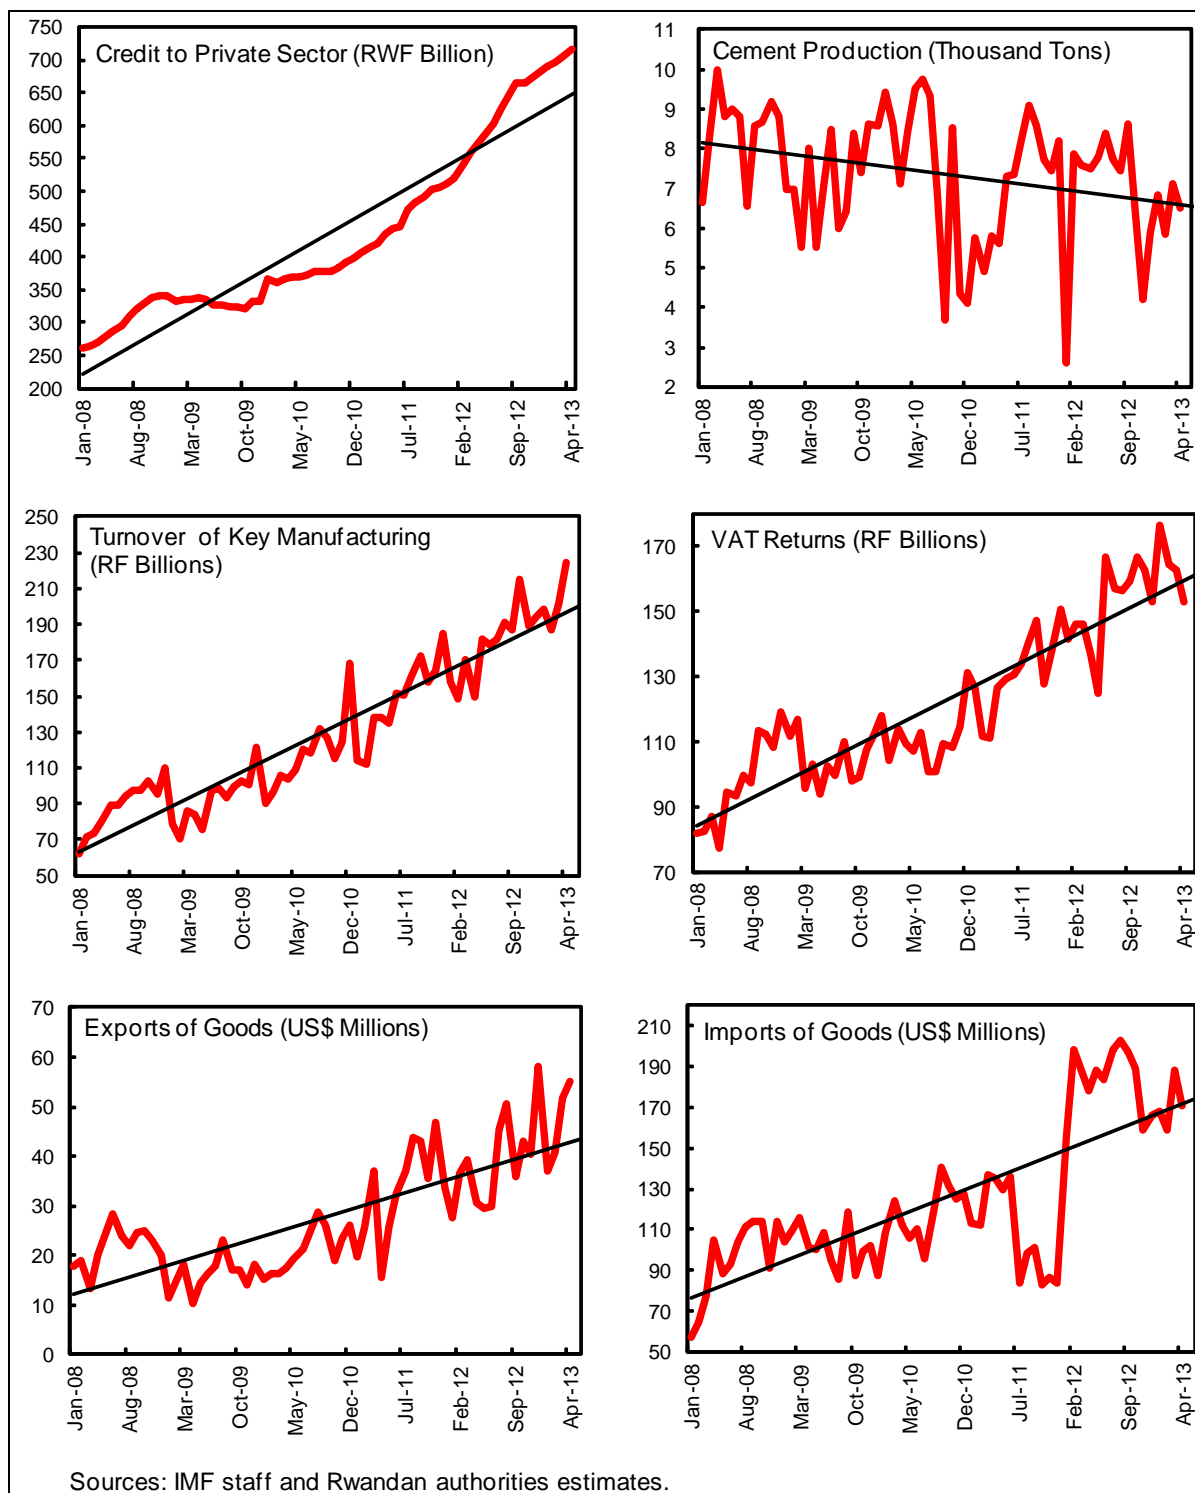 Credit to Private Sector (RWF Billion)
750
700
650
600
550
500
450
400
350
300
250
200
Jan-08
Aug-08
Mar-09
Oct-09
May-10
Dec-10
Jul-11
Feb-12
Sep-12
Apr-13
Cement Production (Thousand Tons)
11
10
9
8
7
6
5
4
3
2
Jan-08
Aug-08
Mar-09
Oct-09
May-10
Dec-10
Jul-11
Feb-12
Sep-12
Apr-13
Turnover of Key Manufacturing
(RF Billions)
250
230
210
190
170
150
130
110
90
70
50
Jan-08
Aug-08
Mar-09
Oct-09
May-10
Dec-10
Jul-11
Feb-12
Sep-12
Apr-13
VAT Returns (RF Billions)
170
150
130
110
90
70
Jan-08
Aug-08
Mar-09
Oct-09
May-10
Dec-10
Jul-11
Feb-12
Sep-12
Apr-13
Exports of Goods (US$ Millions)
70
60
50
40
30
20
10
0
Jan-08
Aug-08
Mar-09
Oct-09
May-10
Dec-10
Jul-11
Feb-12
Sep-12
Apr-13
Imports of Goods (US$ Millions)
210
190
170
150
130
110
90
70
50
Jan-08
Aug-08
Mar-09
Oct-09
May-10
Dec-10
Jul-11
Feb-12
Sep-12
Apr-13
Sources: IMF staff and Rwandan authorities estimates.